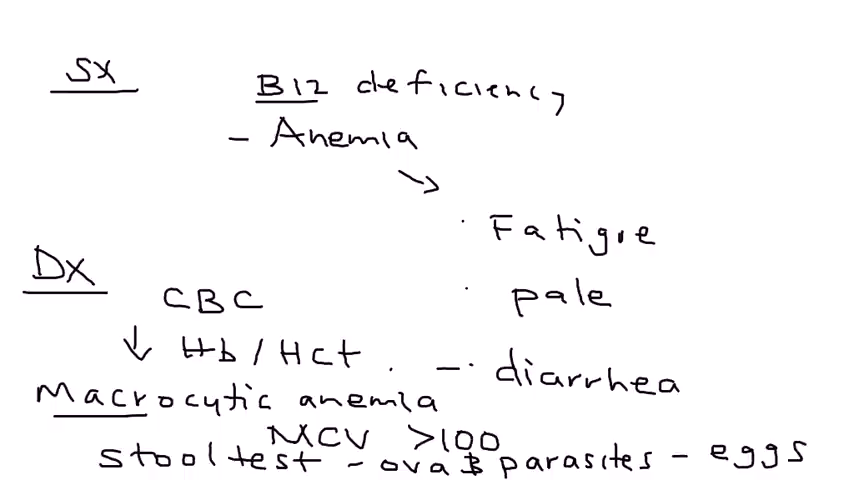 Sx
B12 deficiency
- Anemia
→
· Fatigue
Dx
CBC
· pale
↓ Hb / Hct .
- · diarrhea
Macrocytic anemia
MCV >100
stool test - ova & parasites - eggs